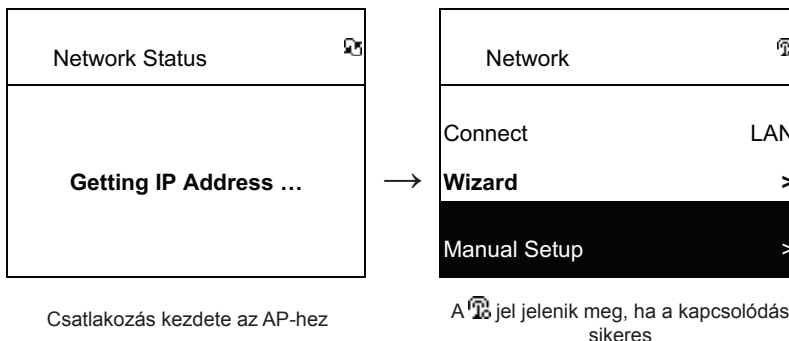 Network Status
Getting IP Address …
Csatlakozás kezdete az AP-hez
→
Network
Connect LAN
Wizard >
Manual Setup >
A jel jelenik meg, ha a kapcsolódás
sikeres